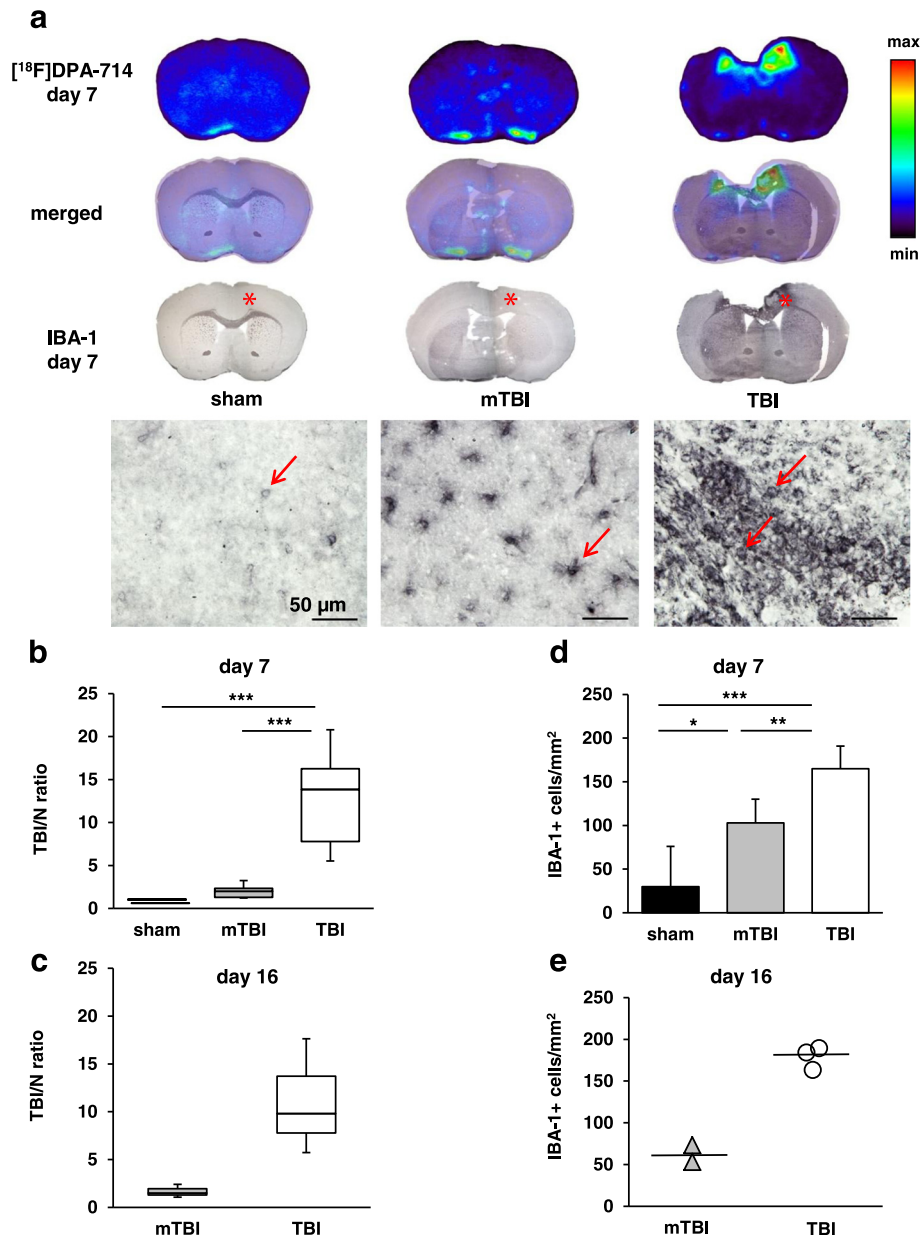 a
[¹⁸F]DPA-714
day 7
max
merged
min
IBA-1
day 7
*
*
*
sham
mTBI
TBI
50 µm
b
day 7
TBI/N ratio
25
20
15
10
5
0
***
***
sham
mTBI
TBI
d
day 7
IBA-1+ cells/mm²
250
200
150
100
50
0
***
*
**
sham
mTBI
TBI
c
day 16
TBI/N ratio
25
20
15
10
5
0
mTBI
TBI
e
day 16
IBA-1+ cells/mm²
250
200
150
100
50
0
mTBI
TBI